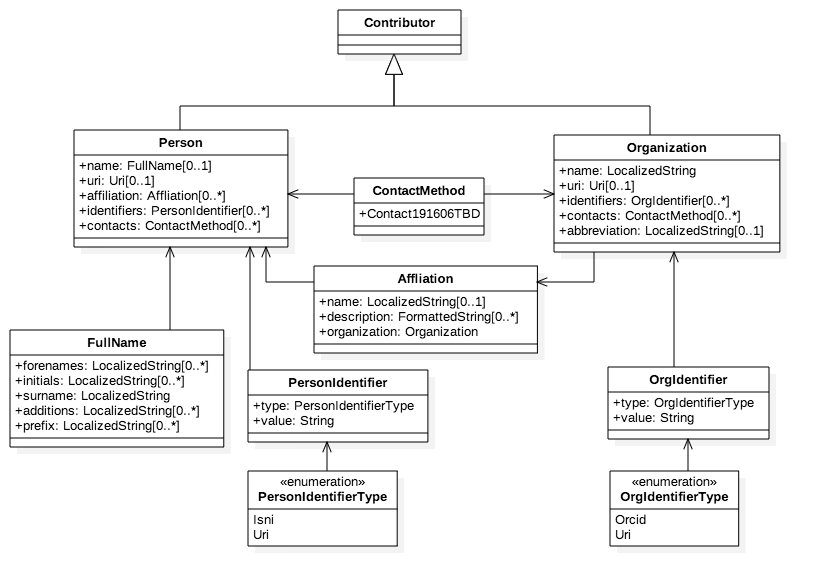 Contributor
Person
+name: FullName[0..1]
+uri: Uri[0..1]
+affiliation: Affliation[0..*]
+identifiers: PersonIdentifier[0..*]
+contacts: ContactMethod[0..*]
ContactMethod
+Contact191606TBD
Organization
+name: LocalizedString
+uri: Uri[0..1]
+identifiers: OrgIdentifier[0..*]
+contacts: ContactMethod[0..*]
+abbreviation: LocalizedString[0..1]
Affliation
+name: LocalizedString[0..1]
+description: FormattedString[0..*]
+organization: Organization
FullName
+forenames: LocalizedString[0..*]
+initials: LocalizedString[0..*]
+surname: LocalizedString
+additions: LocalizedString[0..*]
+prefix: LocalizedString[0..*]
PersonIdentifier
+type: PersonIdentifierType
+value: String
OrgIdentifier
+type: OrgIdentifierType
+value: String
«enumeration»
PersonIdentifierType
Isni
Uri
«enumeration»
OrgIdentifierType
Orcid
Uri